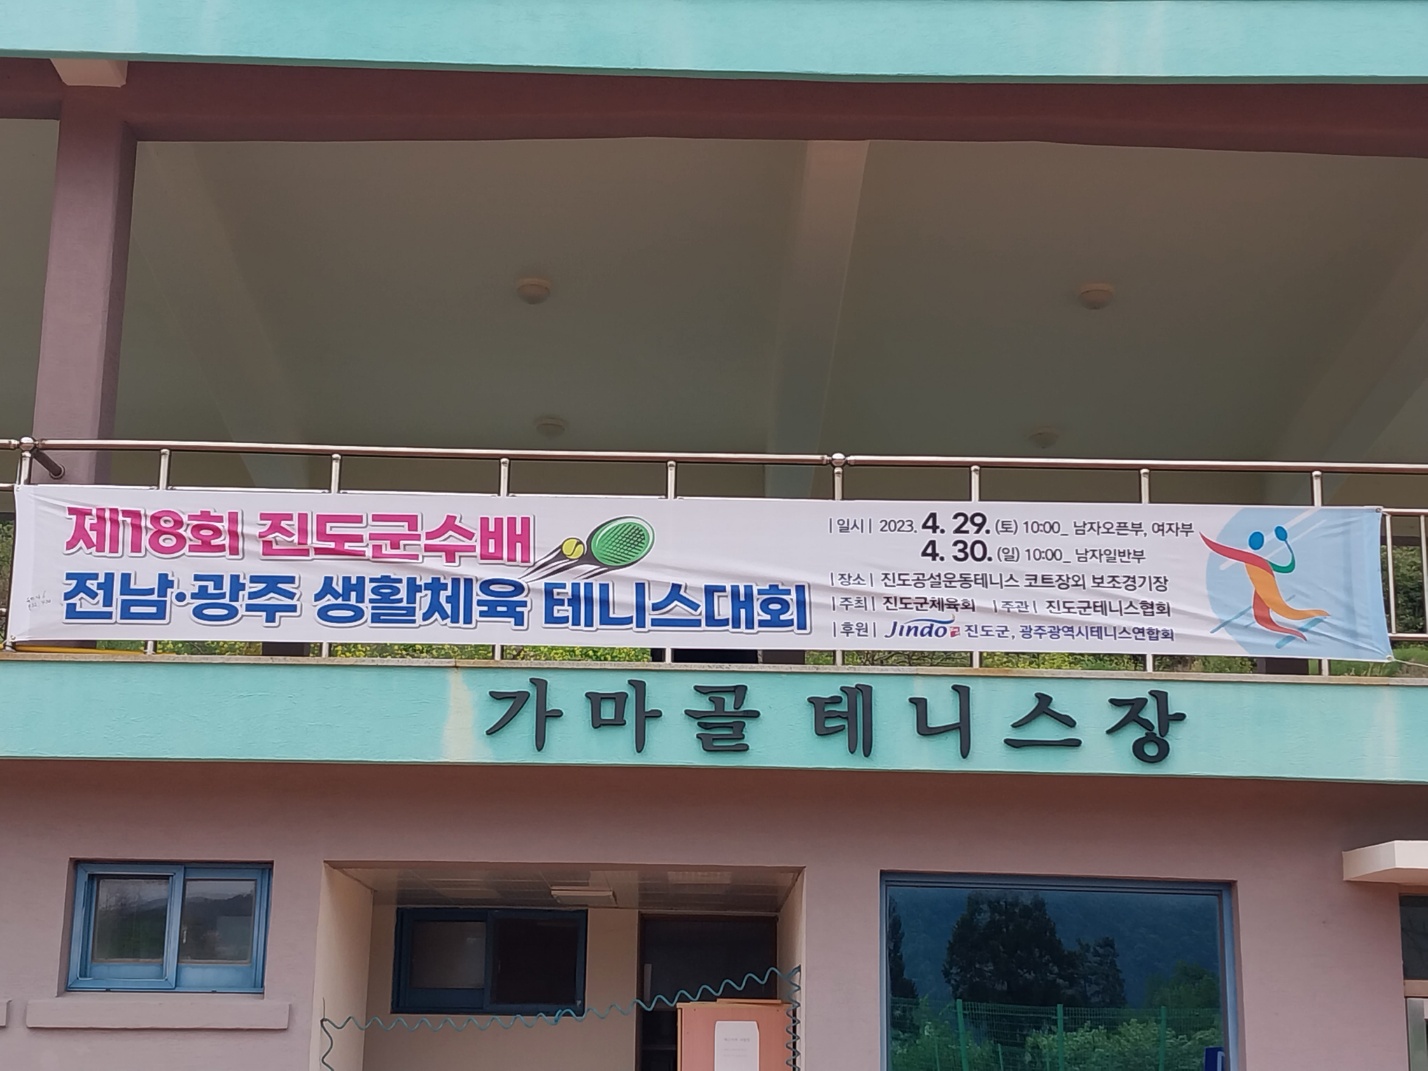 제18회 진도군수배
전남·광주 생활체육 테니스대회
|일시| 2023. 4. 29.(토) 10:00_ 남자오픈부, 여자부
4. 30.(일) 10:00_ 남자일반부
|장소| 진도공설운동테니스 코트장외 보조경기장
|주최| 진도군체육회 |주관| 진도군테니스협회
|후원| Jindo 진도군, 광주광역시테니스연합회
가마골 테니스장